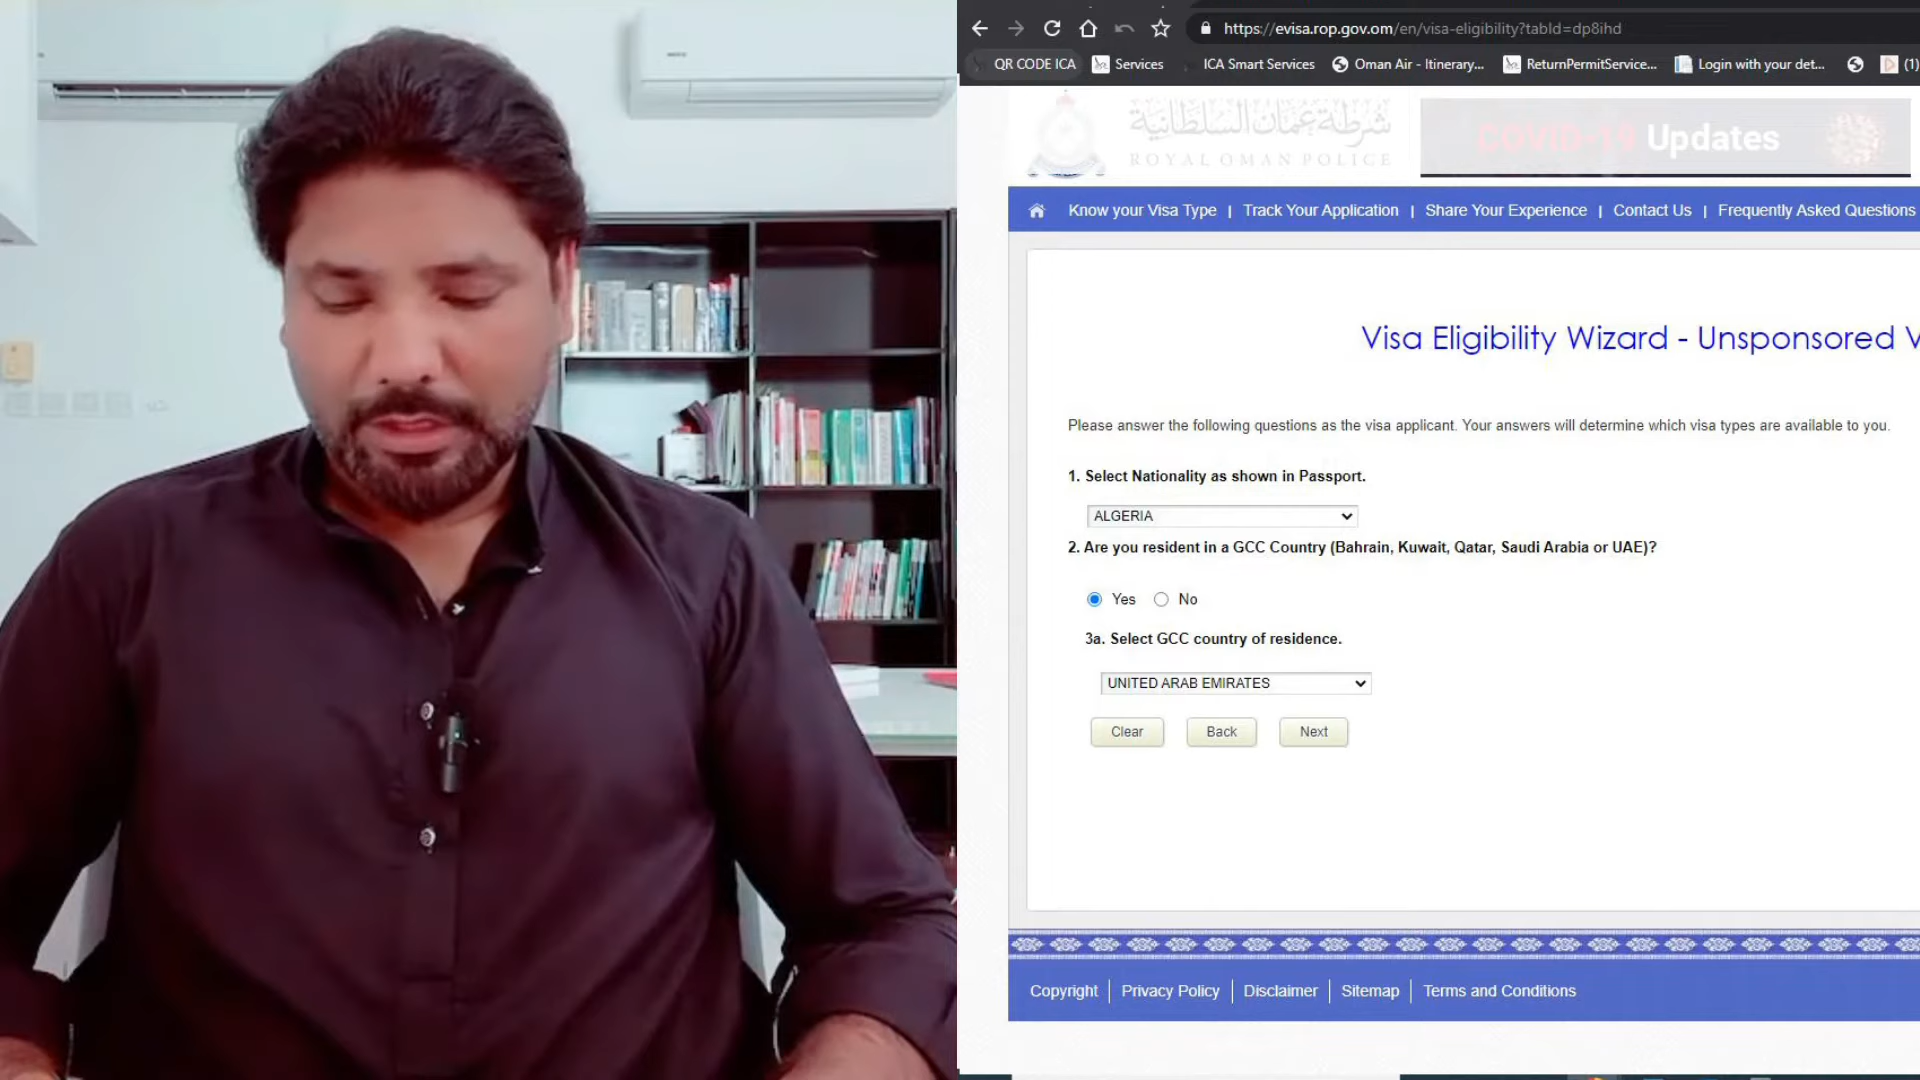 https://evisa.rop.gov.om/en/visa-eligibility?tabId=dp8ihd
QR CODE ICA
Services
ICA Smart Services
Oman Air - Itinerary...
ReturnPermitService...
Login with your det...
(1)
شرطة عمان السلطانية
ROYAL OMAN POLICE
COVID-19 Updates
Know your Visa Type | Track Your Application | Share Your Experience | Contact Us | Frequently Asked Questions
Visa Eligibility Wizard - Unsponsored V
Please answer the following questions as the visa applicant. Your answers will determine which visa types are available to you.
1. Select Nationality as shown in Passport.
ALGERIA
2. Are you resident in a GCC Country (Bahrain, Kuwait, Qatar, Saudi Arabia or UAE)?
Yes No
3a. Select GCC country of residence.
UNITED ARAB EMIRATES
Clear Back Next
Copyright | Privacy Policy | Disclaimer | Sitemap | Terms and Conditions